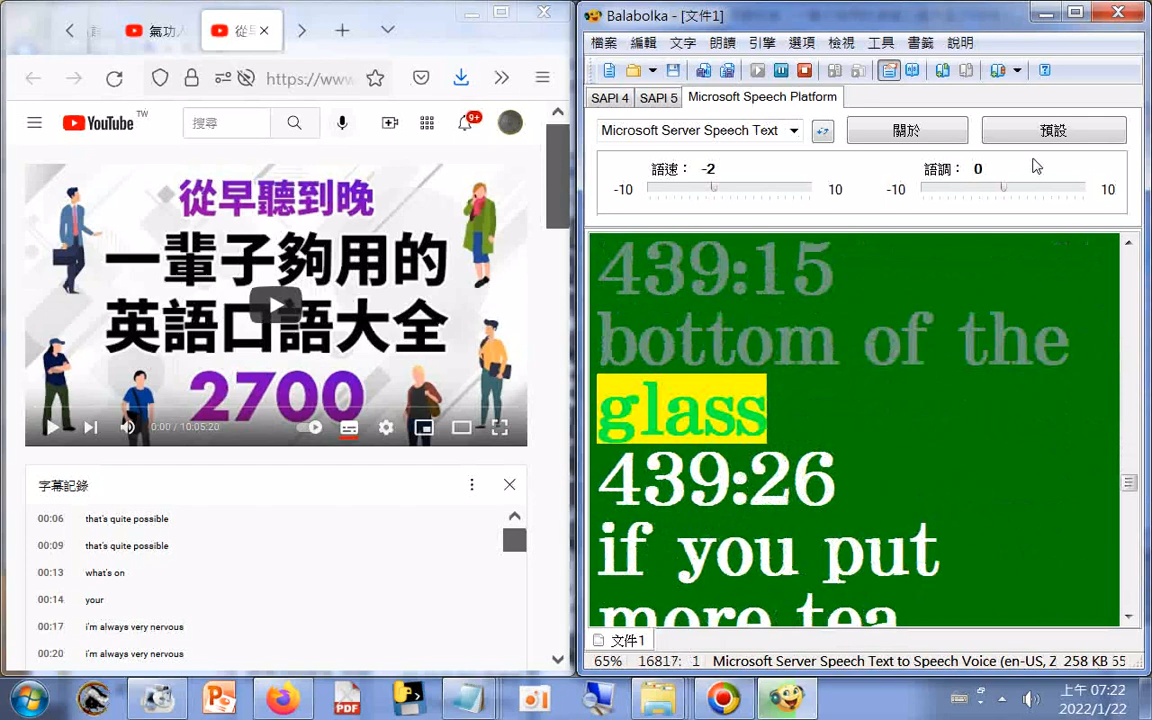 氣功人
從
https://www.
YouTube TW
搜尋
9+
從早聽到晚
一輩子夠用的
英語口語大全
2700
0:00 / 10:05:20
字幕記錄
00:06 that's quite possible
00:09 that's quite possible
00:13 what's on
00:14 your
00:17 i'm always very nervous
00:20 i'm always very nervous
Balabolka - [文件1]
檔案 編輯 文字 朗讀 引擎 選項 檢視 工具 書籤 說明
SAPI 4 SAPI 5 Microsoft Speech Platform
Microsoft Server Speech Text 關於 預設
語速： -2 語調： 0
-10 10 -10 10
439:15
bottom of the
glass
439:26
if you put
more tea
文件1
65% 16817: 1 Microsoft Server Speech Text to Speech Voice (en-US, Z 258 KB 55
PDF
上午 07:22
2022/1/22